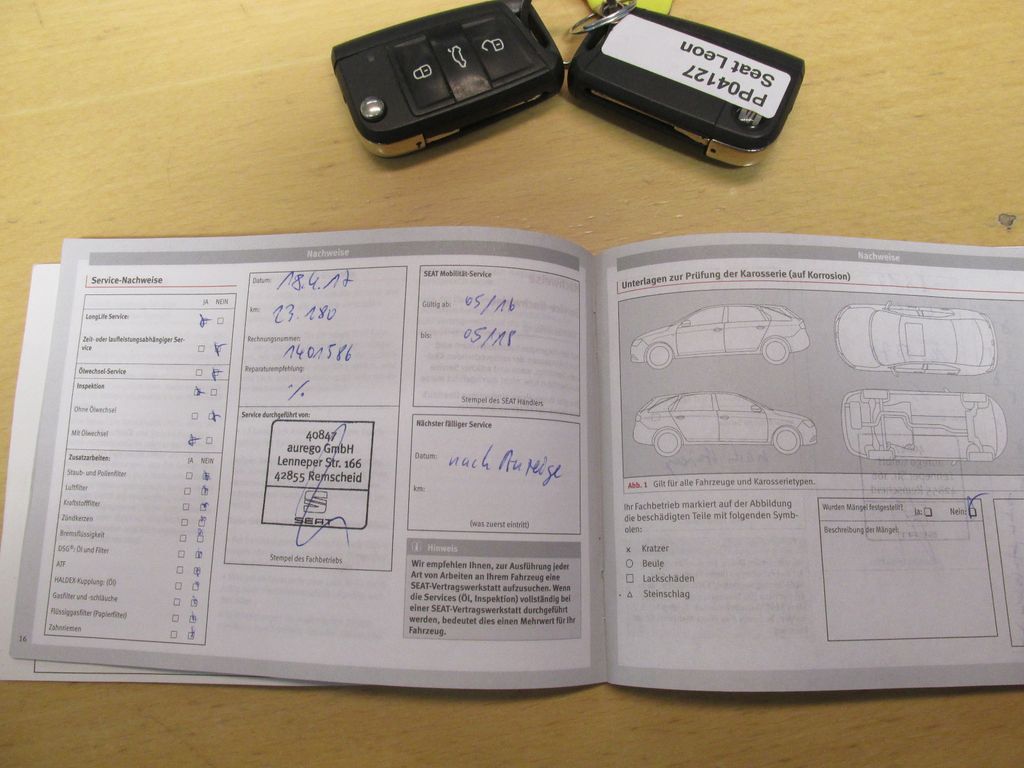 PP04127
Seat Leon
Nachweise
Service-Nachweise
JA NEIN
LongLife Service:
Zeit- oder laufleistungsabhängiger Ser-
vice
Ölwechsel-Service
Inspektion
Ohne Ölwechsel
Mit Ölwechsel
Zusatzarbeiten: JA NEIN
Staub- und Pollenfilter
Luftfilter
Kraftstofffilter
Zündkerzen
Bremsflüssigkeit
DSG®: Öl und Filter
ATF
HALDEX-Kupplung: (Öl)
Gasfilter und -schläuche
Flüssiggasfilter (Papierfilter)
Zahnriemen
16
Datum: 18.4.17
km: 23.180
Rechnungsnummer:
1401586
Reparaturempfehlung:
%
Service durchgeführt von:
40847
aurego GmbH
Lenneper Str. 166
42855 Remscheid
SEAT
Stempel des Fachbetriebs
SEAT Mobilität-Service
Gültig ab: 05/16
bis: 05/18
Stempel des SEAT Händlers
Nächster fälliger Service
Datum: nach Anzeige
km:
(was zuerst eintritt)
Hinweis
Wir empfehlen Ihnen, zur Ausführung jeder
Art von Arbeiten an Ihrem Fahrzeug eine
SEAT-Vertragswerkstatt aufzusuchen. Wenn
die Services (Öl, Inspektion) vollständig bei
einer SEAT-Vertragswerkstatt durchgeführt
werden, bedeutet dies einen Mehrwert für Ihr
Fahrzeug.
Nachweise
Unterlagen zur Prüfung der Karosserie (auf Korrosion)
Abb. 1 Gilt für alle Fahrzeuge und Karosserietypen.
Ihr Fachbetrieb markiert auf der Abbildung
die beschädigten Teile mit folgenden Symb-
olen:
x Kratzer
○ Beule
□ Lackschäden
△ Steinschlag
Wurden Mängel festgestellt? Ja: Nein:
Beschreibung der Mängel: